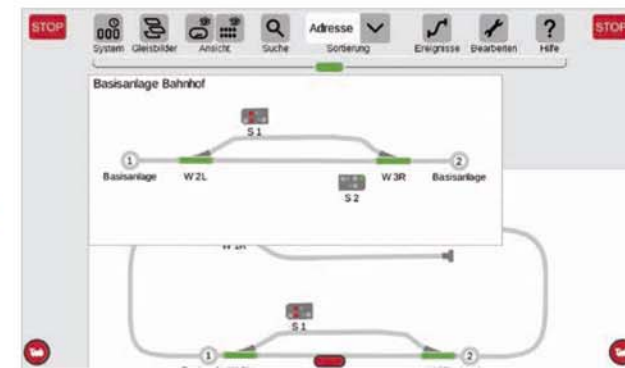 STOP STOP
Adresse
System Gleisbilder Ansicht Suche Sortierung Ereignisse Bearbeiten Hilfe
Basisanlage Bahnhof
S 1
1 2
Basisanlage W 2L W 3R Basisanlage
S 2
S 1
1 2